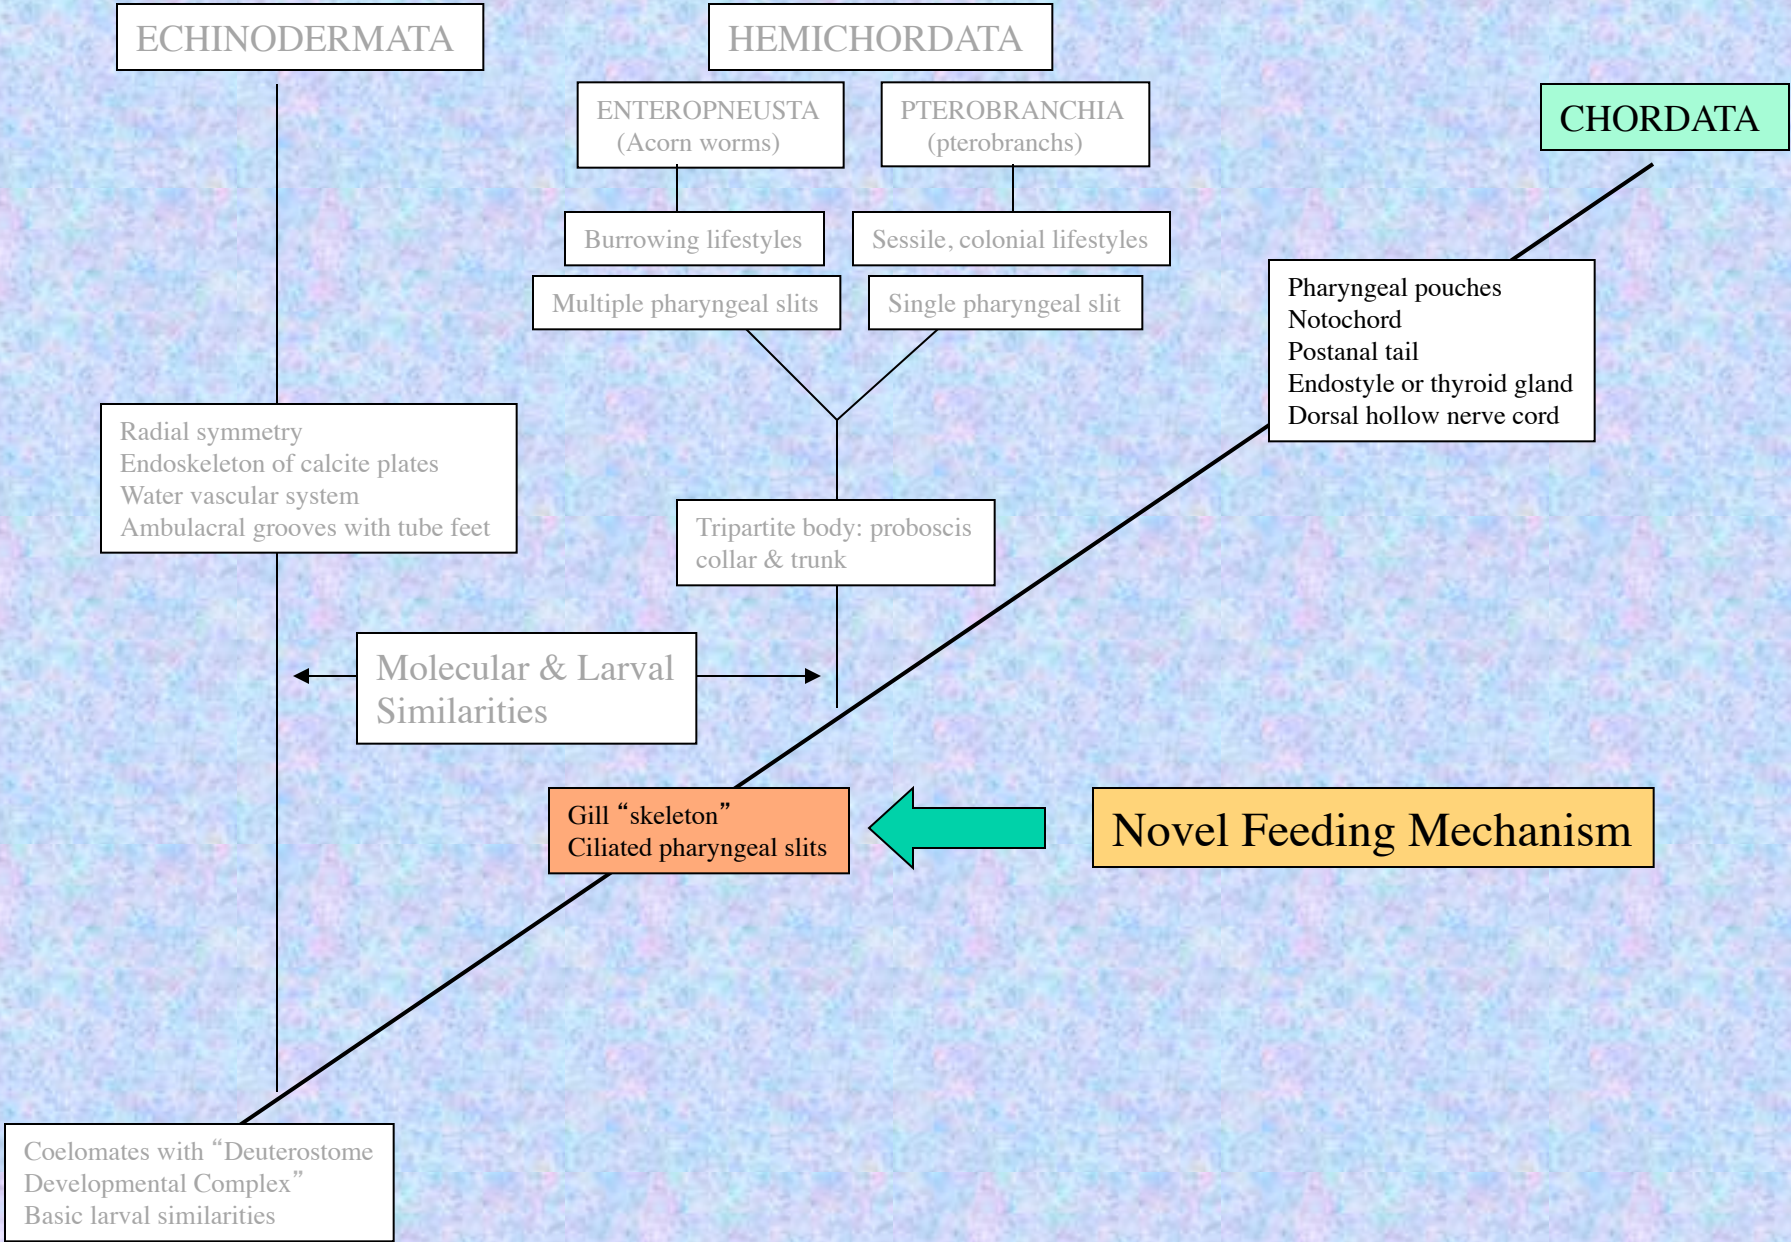 ECHINODERMATA
HEMICHORDATA
ENTEROPNEUSTA
(Acorn worms)
PTEROBRANCHIA
(pterobranchs)
CHORDATA
Burrowing lifestyles
Sessile, colonial lifestyles
Multiple pharyngeal slits
Single pharyngeal slit
Pharyngeal pouches
Notochord
Postanal tail
Endostyle or thyroid gland
Dorsal hollow nerve cord
Radial symmetry
Endoskeleton of calcite plates
Water vascular system
Ambulacral grooves with tube feet
Tripartite body: proboscis
collar & trunk
Molecular & Larval
Similarities
Gill “skeleton”
Ciliated pharyngeal slits
Novel Feeding Mechanism
Coelomates with “Deuterostome
Developmental Complex”
Basic larval similarities